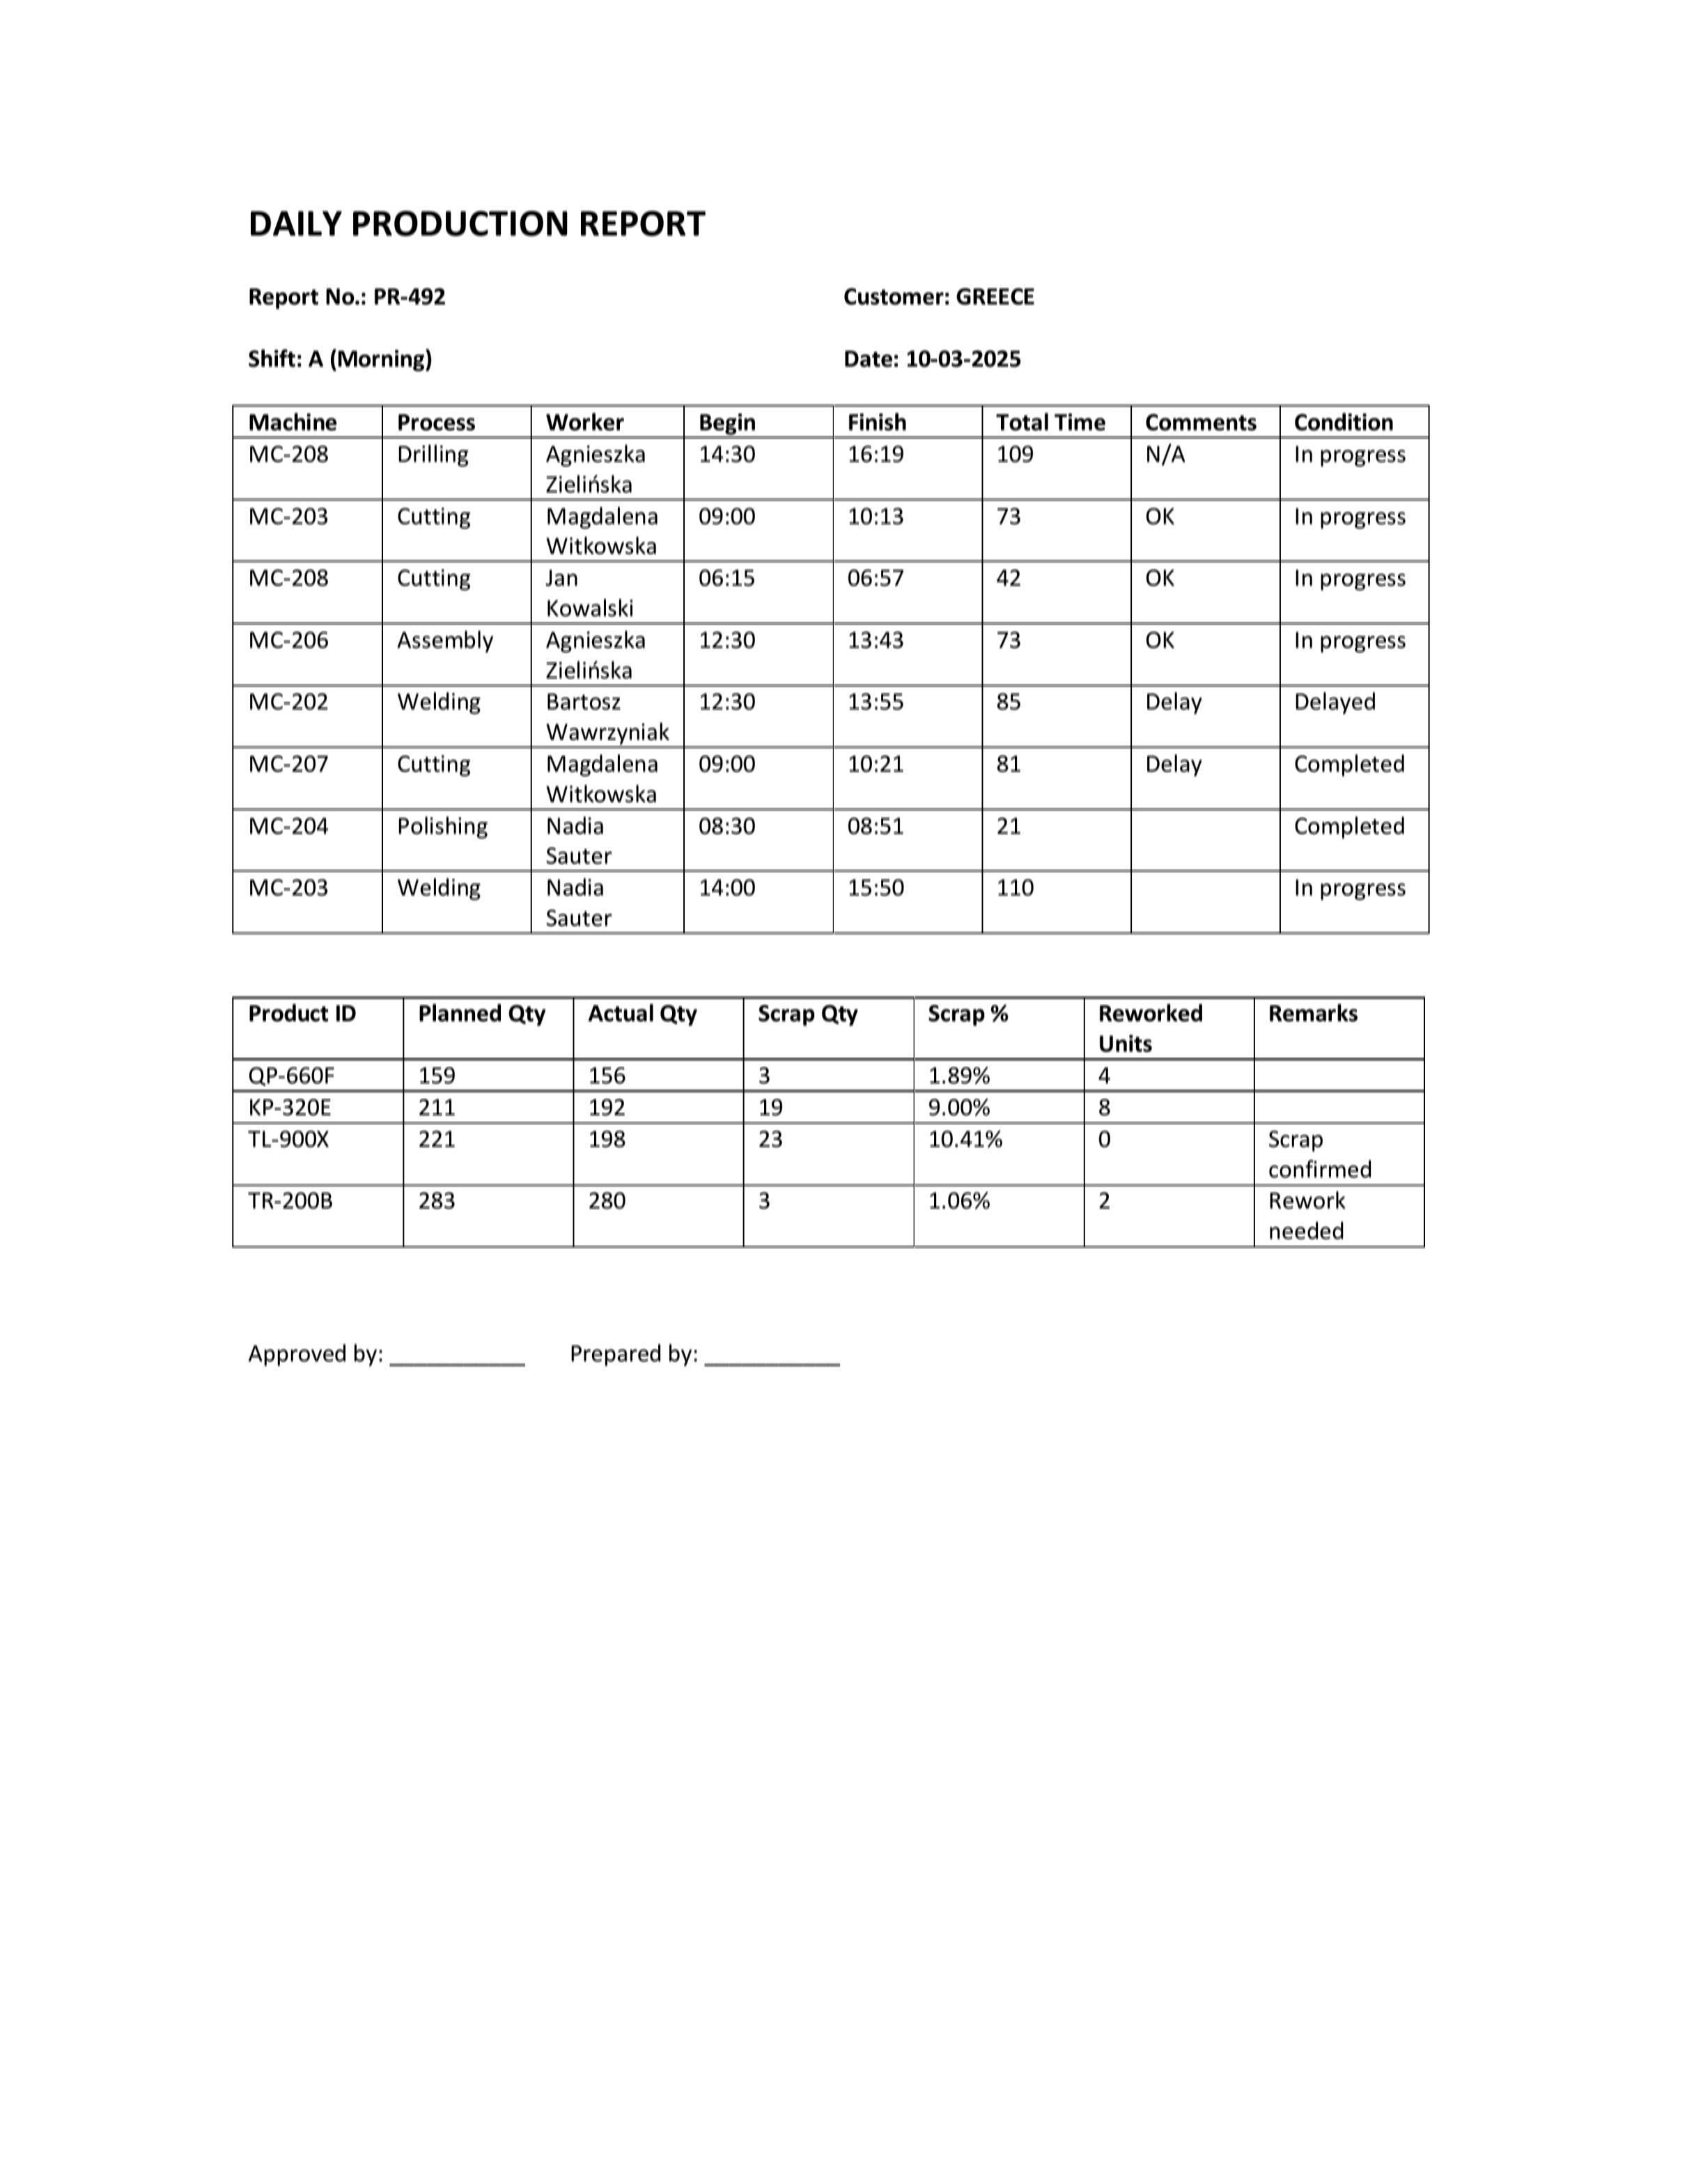 DAILY PRODUCTION REPORT
Report No.: PR-492 Customer: GREECE
Shift: A (Morning) Date: 10-03-2025
Machine Process Worker Begin Finish Total Time Comments Condition
MC-208 Drilling Agnieszka 14:30 16:19 109 N/A In progress
Zielińska
MC-203 Cutting Magdalena 09:00 10:13 73 OK In progress
Witkowska
MC-208 Cutting Jan 06:15 06:57 42 OK In progress
Kowalski
MC-206 Assembly Agnieszka 12:30 13:43 73 OK In progress
Zielińska
MC-202 Welding Bartosz 12:30 13:55 85 Delay Delayed
Wawrzyniak
MC-207 Cutting Magdalena 09:00 10:21 81 Delay Completed
Witkowska
MC-204 Polishing Nadia 08:30 08:51 21 Completed
Sauter
MC-203 Welding Nadia 14:00 15:50 110 In progress
Sauter
Product ID Planned Qty Actual Qty Scrap Qty Scrap % Reworked Remarks
Units
QP-660F 159 156 3 1.89% 4
KP-320E 211 192 19 9.00% 8
TL-900X 221 198 23 10.41% 0 Scrap
confirmed
TR-200B 283 280 3 1.06% 2 Rework
needed
Approved by: ____________ Prepared by: ____________